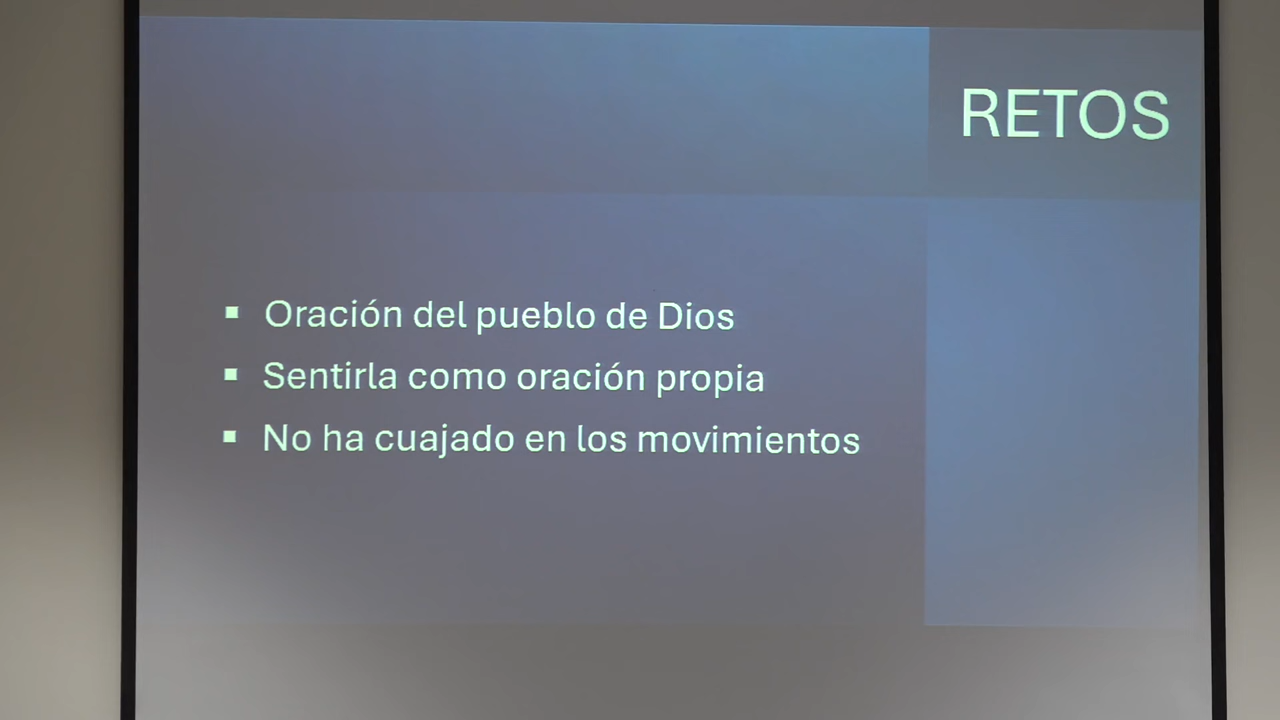 RETOS
▪ Oración del pueblo de Dios
▪ Sentirla como oración propia
▪ No ha cuajado en los movimientos